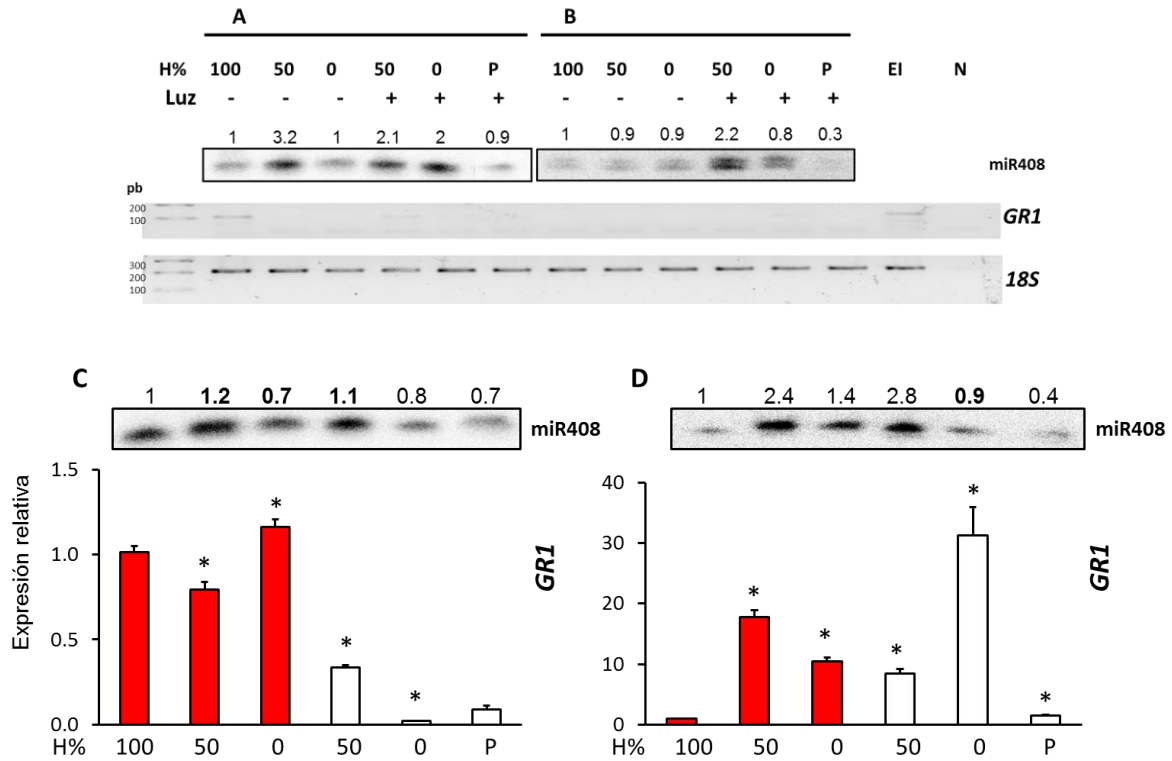 A B
H% 100 50 0 50 0 P 100 50 0 50 0 P EI N
Luz - - - + + + - - - + + +
1 3.2 1 2.1 2 0.9 1 0.9 0.9 2.2 0.8 0.3
miR408
pb
200
100
GR1
300
200
100
18S
C
1 1.2 0.7 1.1 0.8 0.7
miR408
Expresión relativa
1.5
1.0
0.5
0.0
* * * *
GR1
H% 100 50 0 50 0 P
D
1 2.4 1.4 2.8 0.9 0.4
miR408
40
30
20
10
0
* * * * *
GR1
H% 100 50 0 50 0 P